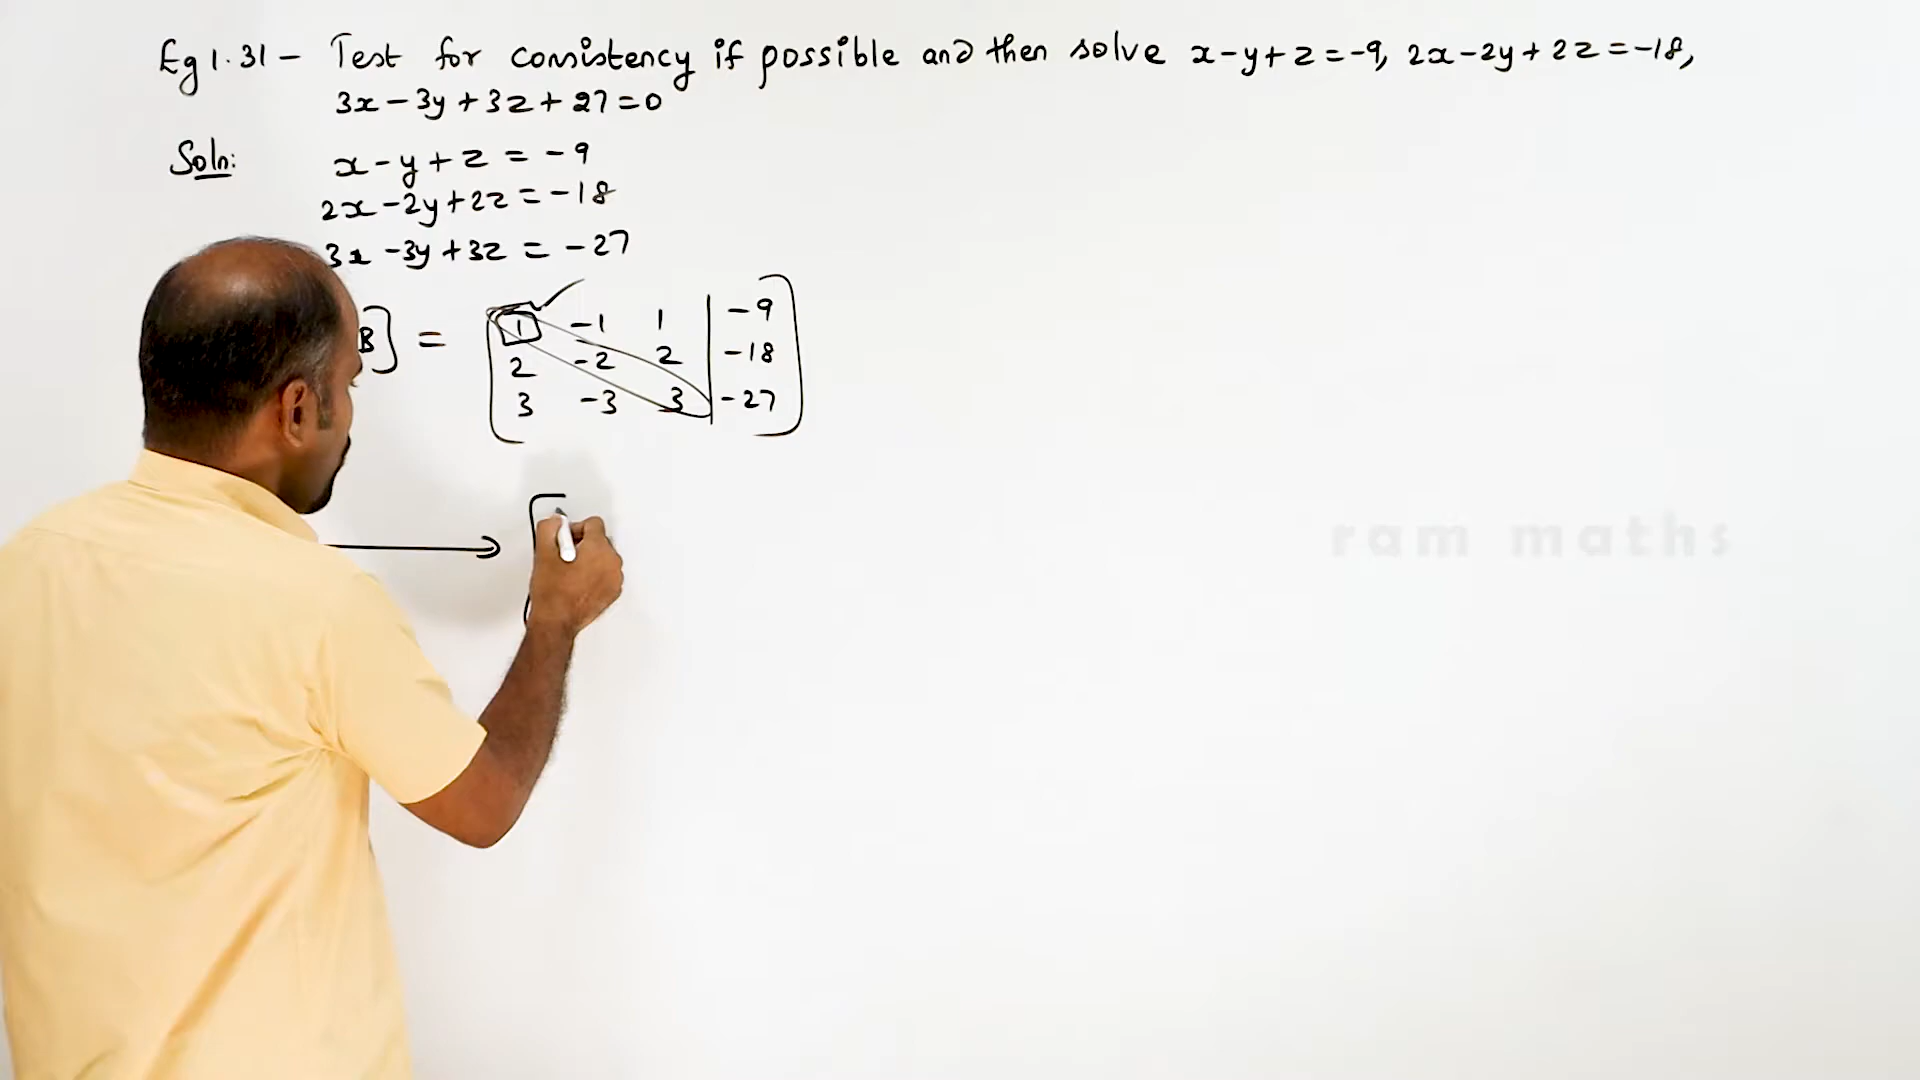 Eg 1.31 - Test for consistency if possible and then solve x-y+z=-9, 2x-2y+2z=-18,
3x-3y+3z+27=0
Soln:
x-y+z = -9
2x-2y+2z = -18
3x-3y+3z = -27
B] = [ 1 -1 1 | -9
2 -2 2 | -18
3 -3 3 | -27 ]
→ [
ram maths